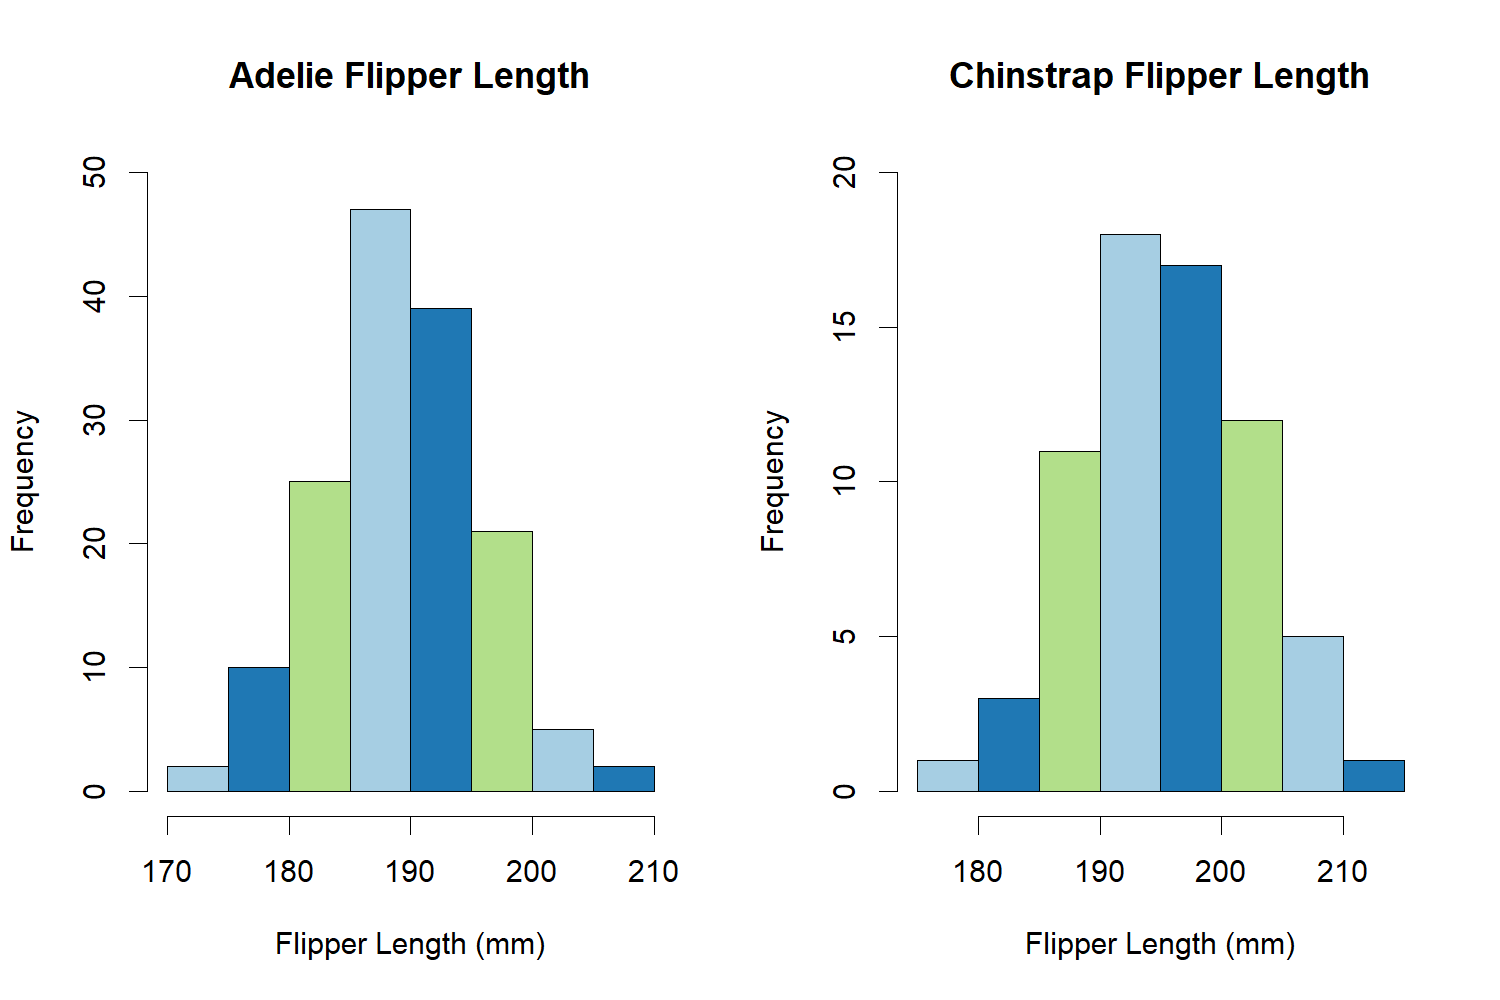 Adelie Flipper Length
50
40
30
20
10
0
Frequency
170 180 190 200 210
Flipper Length (mm)
Chinstrap Flipper Length
20
15
10
5
0
Frequency
180 190 200 210
Flipper Length (mm)